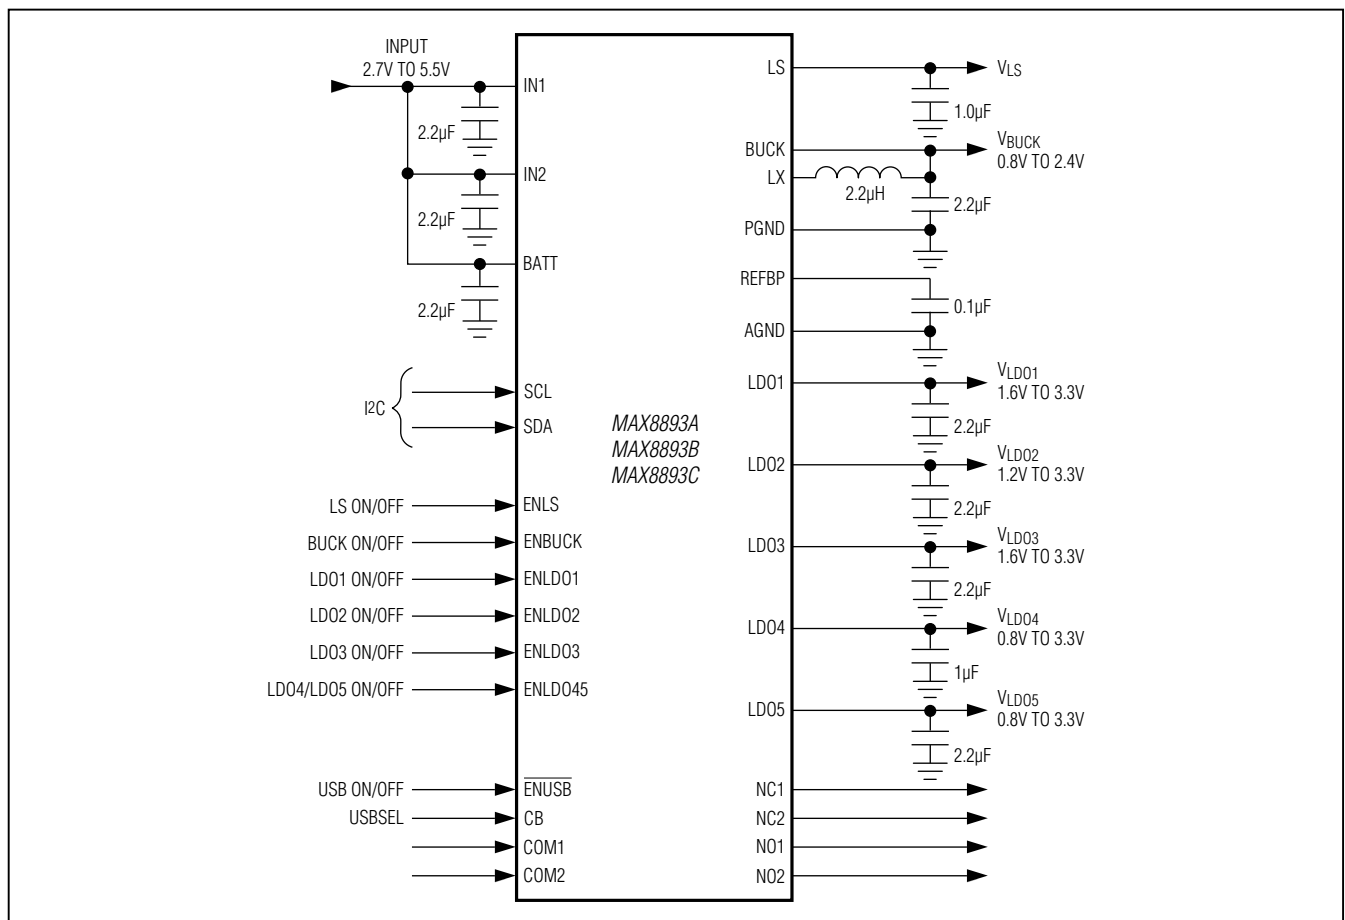 INPUT
2.7V TO 5.5V
IN1
2.2µF
IN2
2.2µF
BATT
2.2µF
I2C
SCL
SDA
LS ON/OFF
ENLS
BUCK ON/OFF
ENBUCK
LDO1 ON/OFF
ENLDO1
LDO2 ON/OFF
ENLDO2
LDO3 ON/OFF
ENLDO3
LDO4/LDO5 ON/OFF
ENLDO45
USB ON/OFF
ENUSB
USBSEL
CB
COM1
COM2
MAX8893A
MAX8893B
MAX8893C
LS
VLS
1.0µF
BUCK
VBUCK
0.8V TO 2.4V
LX
2.2µH
2.2µF
PGND
REFBP
0.1µF
AGND
LDO1
VLDO1
1.6V TO 3.3V
2.2µF
LDO2
VLDO2
1.2V TO 3.3V
2.2µF
LDO3
VLDO3
1.6V TO 3.3V
2.2µF
LDO4
VLDO4
0.8V TO 3.3V
1µF
LDO5
VLDO5
0.8V TO 3.3V
2.2µF
NC1
NC2
NO1
NO2